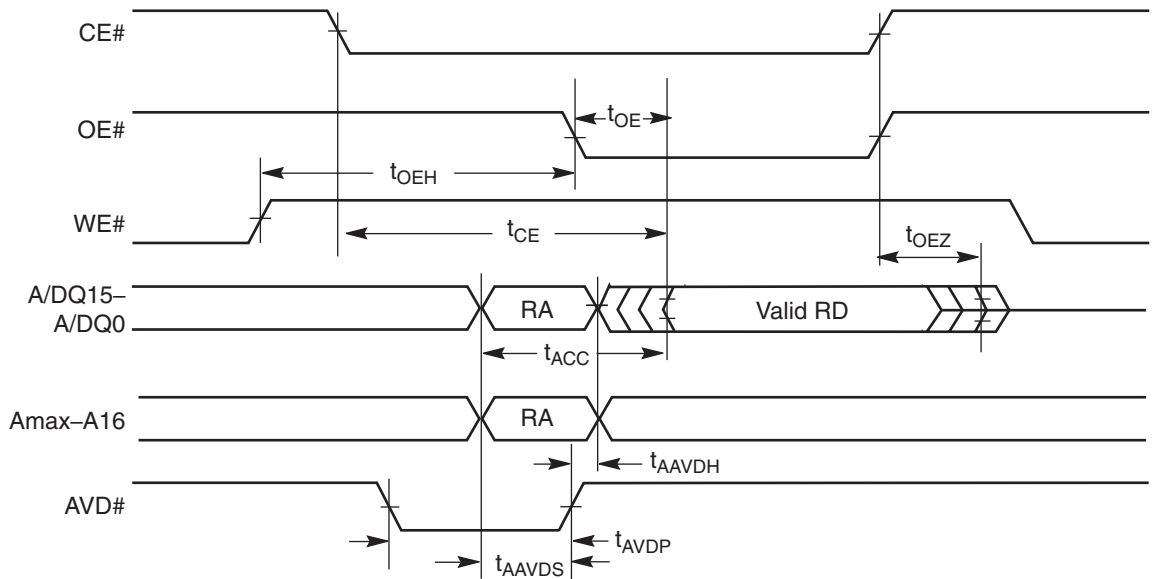 CE#
OE#
tOE
tOEH
WE#
tCE
tOEZ
A/DQ15–
A/DQ0
RA
Valid RD
tACC
Amax–A16
RA
tAAVDH
AVD#
tAVDP
tAAVDS